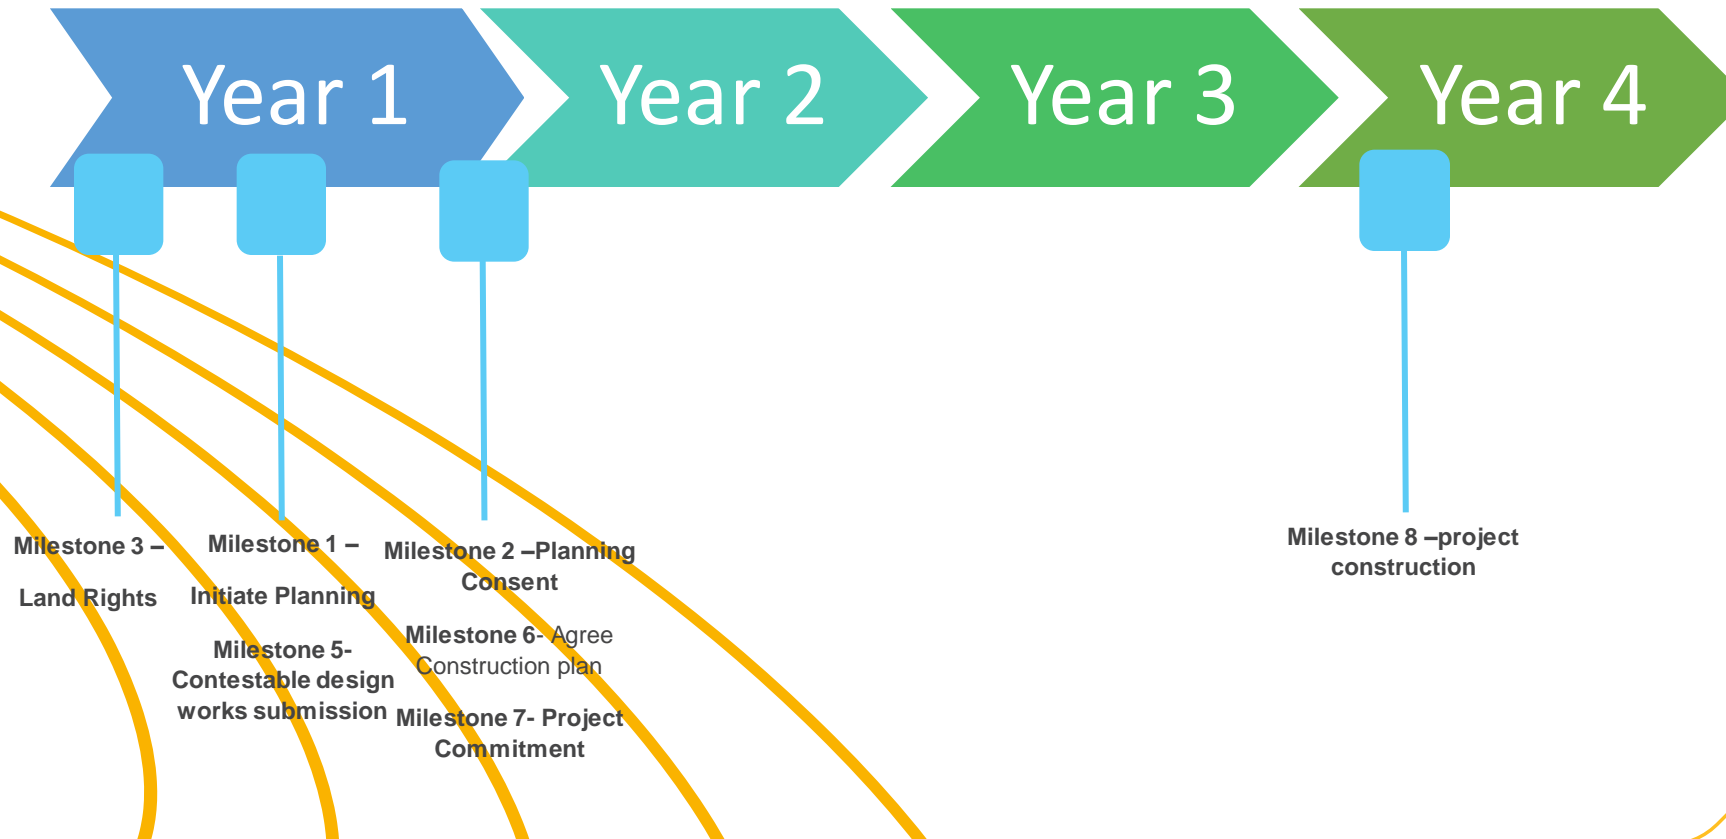 Year 1
Year 2
Year 3
Year 4
Milestone 3 –
Land Rights
Milestone 1 –
Initiate Planning
Milestone 5-
Contestable design
works submission
Milestone 2 –Planning
Consent
Milestone 6- Agree
Construction plan
Milestone 7- Project
Commitment
Milestone 8 –project
construction